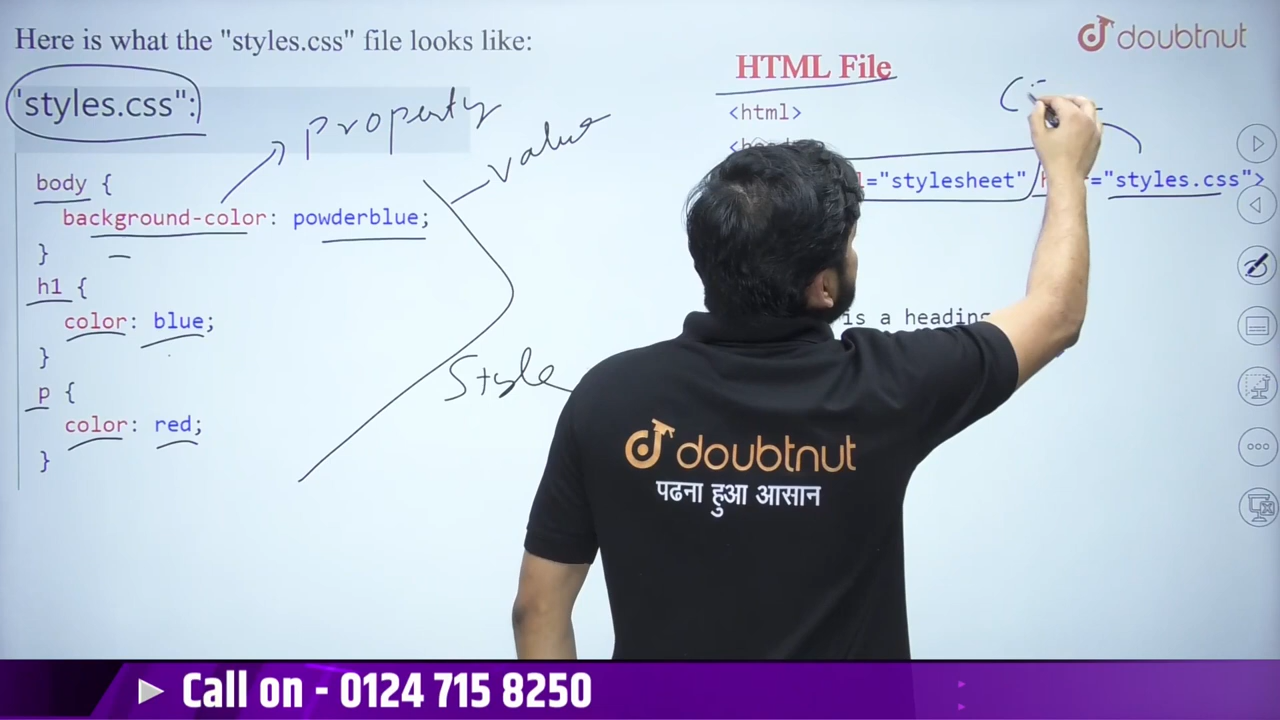 Here is what the "styles.css" file looks like:
"styles.css":
property
value
body {
background-color: powderblue;
}
h1 {
color: blue;
}
p {
color: red;
}
Style
doubtnut
HTML File
<html>
="stylesheet" ="styles.css">
is a heading
doubtnut
पढना हुआ आसान
Call on - 0124 715 8250